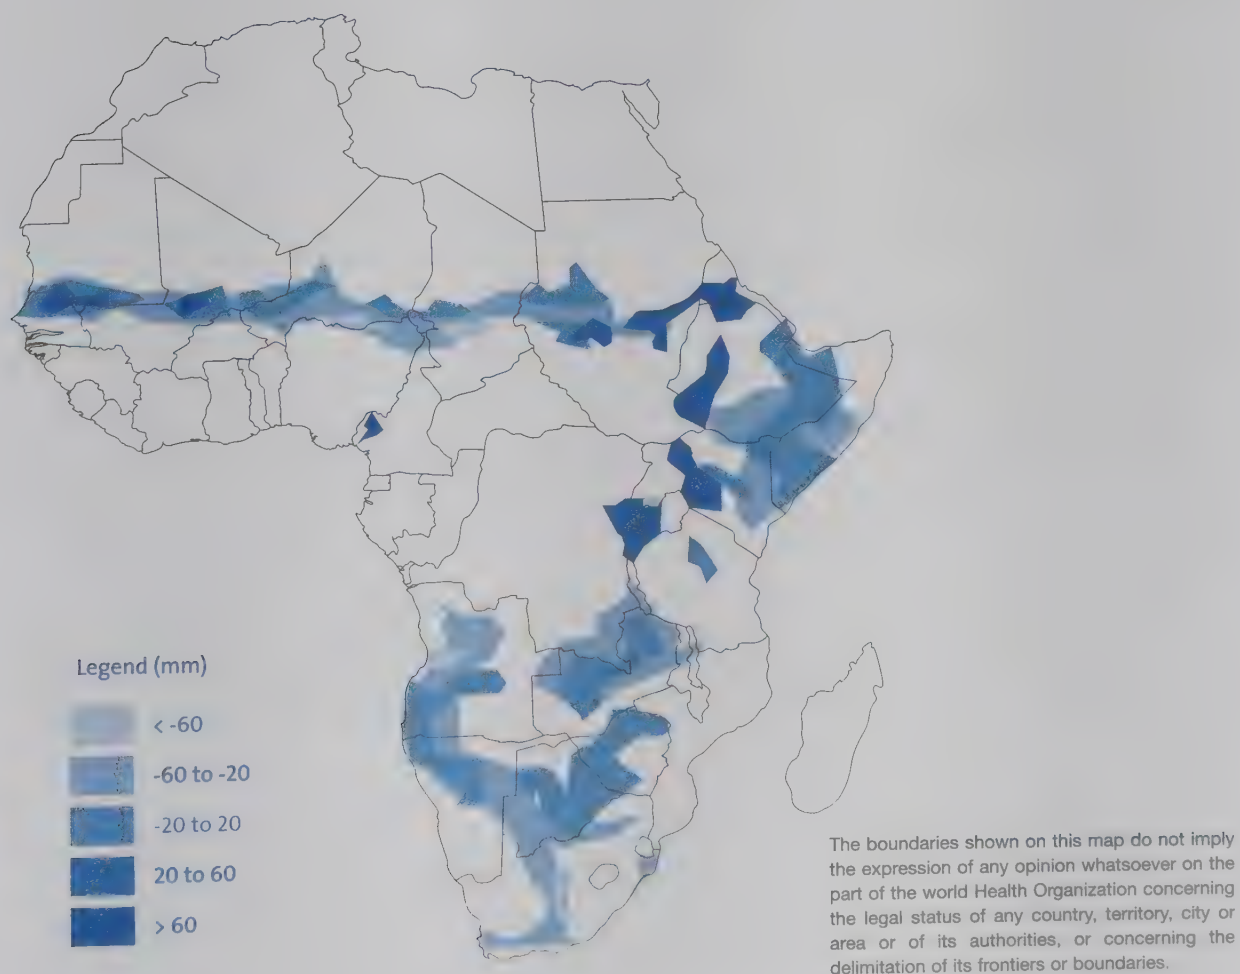 Legend (mm)
< -60
-60 to -20
-20 to 20
20 to 60
> 60
The boundaries shown on this map do not imply
the expression of any opinion whatsoever on the
part of the world Health Organization concerning
the legal status of any country, territory, city or
area or of its authorities, or concerning the
delimitation of its frontiers or boundaries.